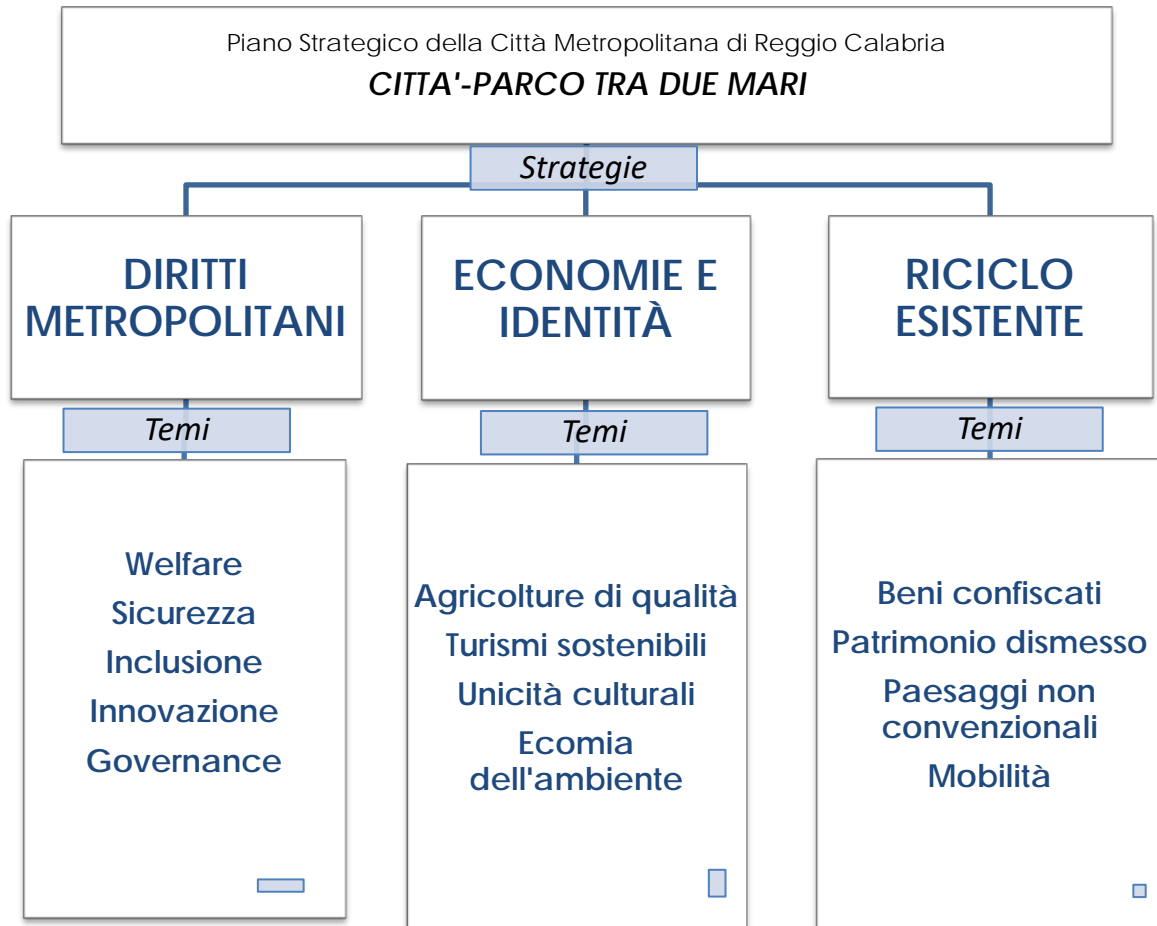 Piano Strategico della Città Metropolitana di Reggio Calabria
CITTA'-PARCO TRA DUE MARI
Strategie
DIRITTI
METROPOLITANI
Temi
Welfare
Sicurezza
Inclusione
Innovazione
Governance
ECONOMIE E
IDENTITÀ
Temi
Agricolture di qualità
Turismi sostenibili
Unicità culturali
Ecomia
dell'ambiente
RICICLO
ESISTENTE
Temi
Beni confiscati
Patrimonio dismesso
Paesaggi non
convenzionali
Mobilità